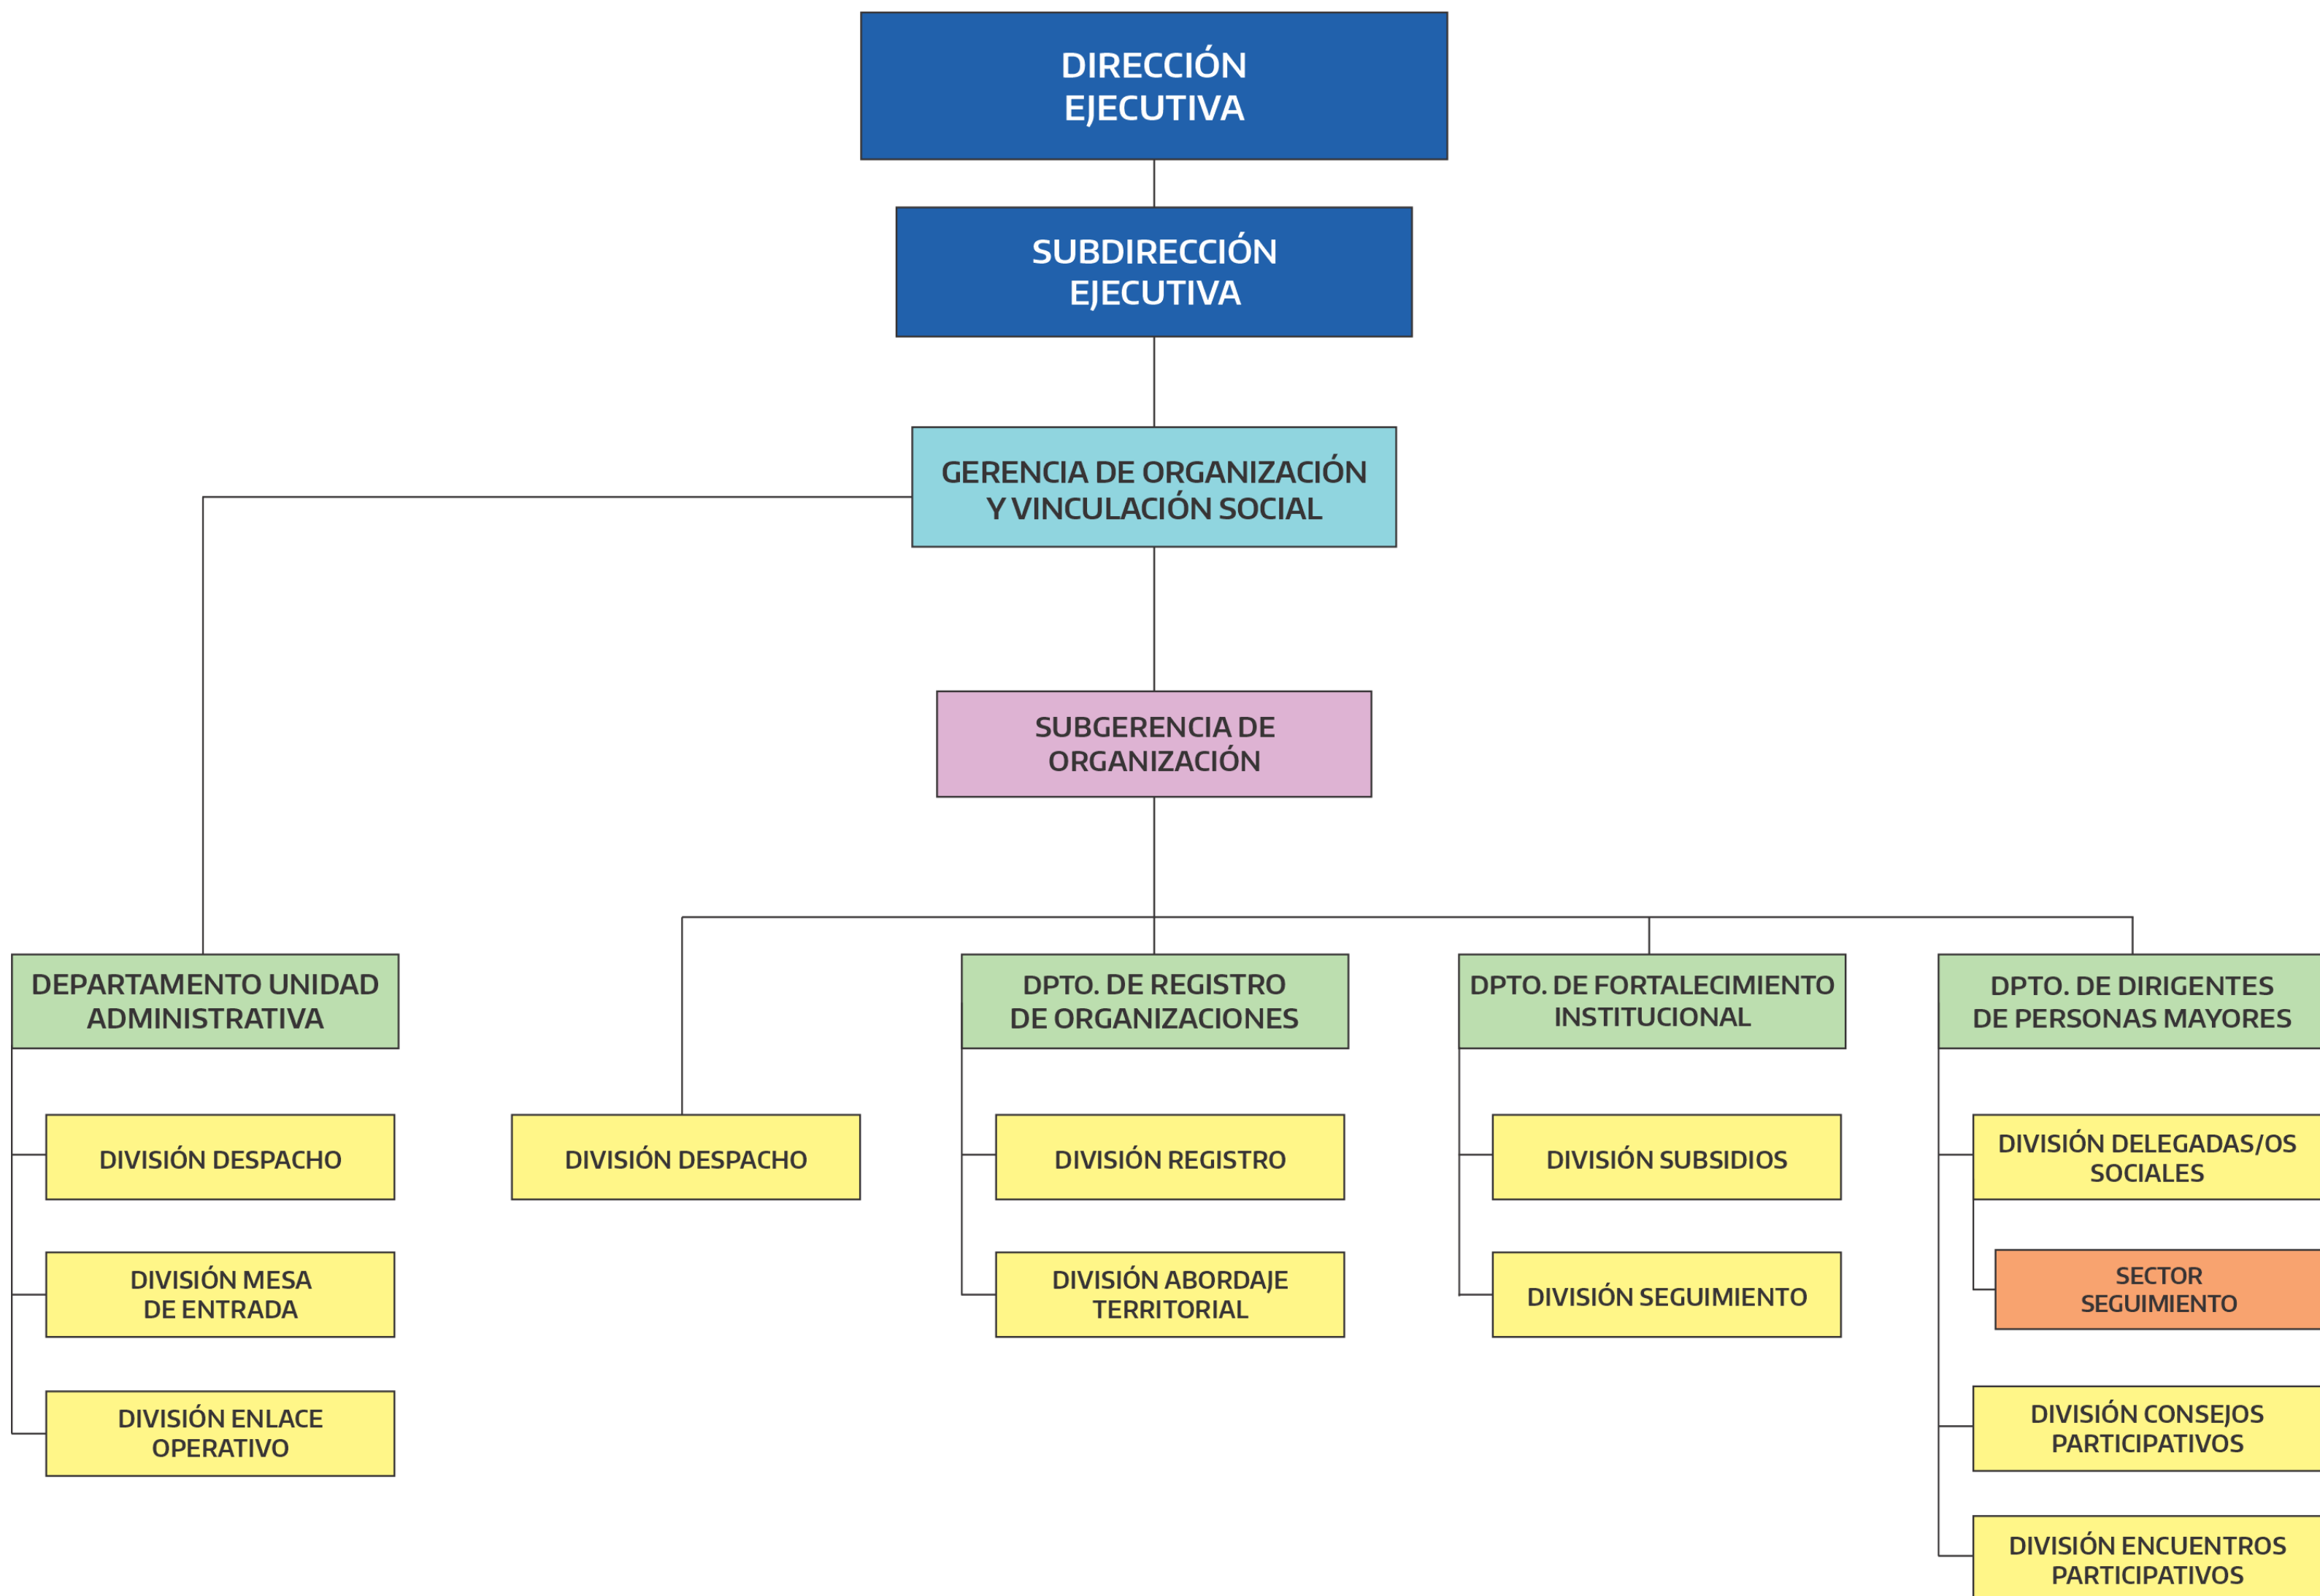 DIRECCIÓN
EJECUTIVA
SUBDIRECCIÓN
EJECUTIVA
GERENCIA DE ORGANIZACIÓN
Y VINCULACIÓN SOCIAL
SUBGERENCIA DE
ORGANIZACIÓN
DEPARTAMENTO UNIDAD
ADMINISTRATIVA
DIVISIÓN DESPACHO
DIVISIÓN MESA
DE ENTRADA
DIVISIÓN ENLACE
OPERATIVO
DIVISIÓN DESPACHO
DPTO. DE REGISTRO
DE ORGANIZACIONES
DIVISIÓN REGISTRO
DIVISIÓN ABORDAJE
TERRITORIAL
DPTO. DE FORTALECIMIENTO
INSTITUCIONAL
DIVISIÓN SUBSIDIOS
DIVISIÓN SEGUIMIENTO
DPTO. DE DIRIGENTES
DE PERSONAS MAYORES
DIVISIÓN DELEGADAS/OS
SOCIALES
SECTOR
SEGUIMIENTO
DIVISIÓN CONSEJOS
PARTICIPATIVOS
DIVISIÓN ENCUENTROS
PARTICIPATIVOS